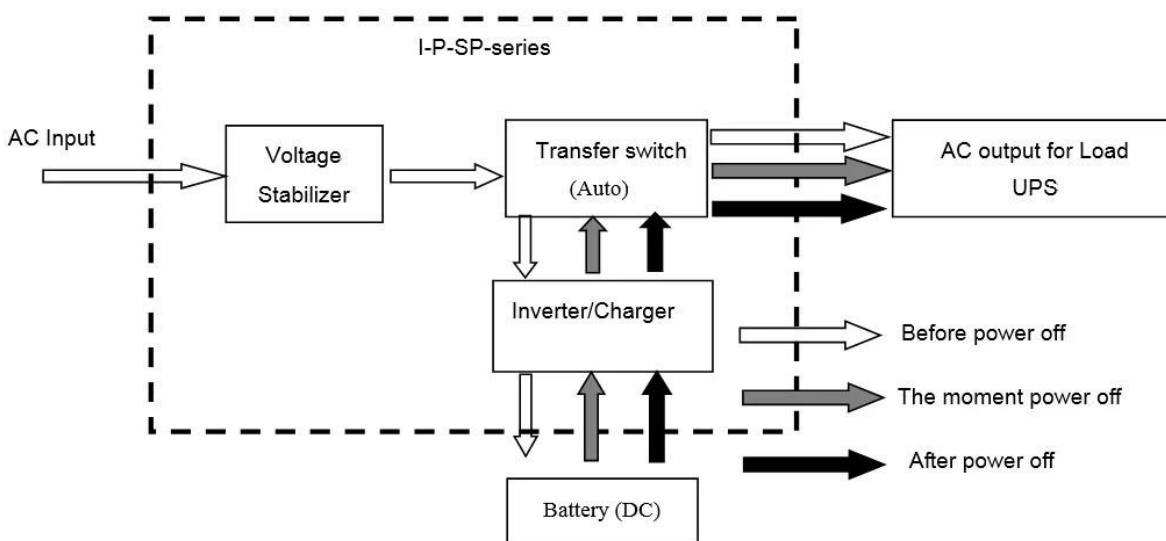 I-P-SP-series
AC Input
Voltage
Stabilizer
Transfer switch
(Auto)
AC output for Load
UPS
Inverter/Charger
Before power off
The moment power off
After power off
Battery (DC)